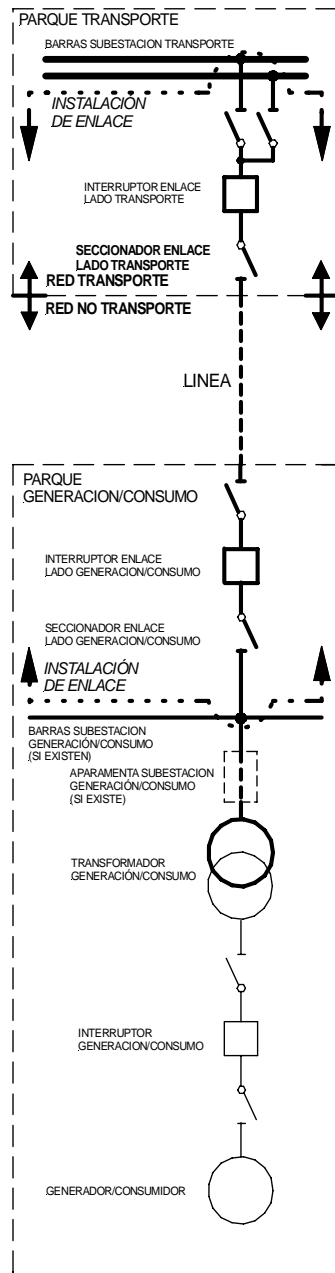 PARQUE TRANSPORTE
BARRAS SUBESTACION TRANSPORTE
INSTALACIÓN
DE ENLACE
INTERRUPTOR ENLACE
LADO TRANSPORTE
SECCIONADOR ENLACE
LADO TRANSPORTE
RED TRANSPORTE
RED NO TRANSPORTE
LINEA
PARQUE
GENERACION/CONSUMO
INTERRUPTOR ENLACE
LADO GENERACION/CONSUMO
SECCIONADOR ENLACE
LADO GENERACION/CONSUMO
INSTALACIÓN
DE ENLACE
BARRAS SUBESTACION
GENERACIÓN/CONSUMO
(SI EXISTEN)
APARAMENTA SUBESTACION
GENERACIÓN/CONSUMO
(SI EXISTE)
TRANSFORMADOR
GENERACIÓN/CONSUMO
INTERRUPTOR
GENERACION/CONSUMO
GENERADOR/CONSUMIDOR